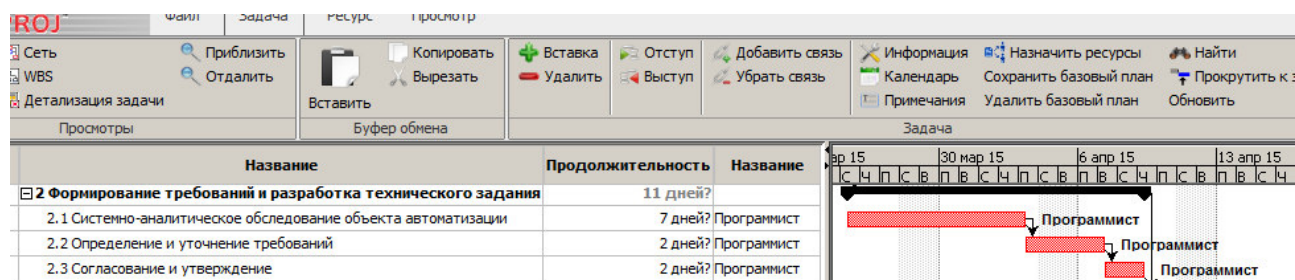 PROJ Файл Задача Ресурс Просмотр
Сеть Приблизить Копировать Вставка Отступ Добавить связь Информация Назначить ресурсы Найти
WBS Отдалить Вырезать Удалить Выступ Убрать связь Календарь Сохранить базовый план Прокрутить к з
Детализация задачи Вставить Примечания Удалить базовый план Обновить
Просмотры Буфер обмена Задача
Название Продолжительность Название ар 15 30 мар 15 6 апр 15 13 апр 15
С Ч П С В П В С Ч П С В П В С Ч П С В П В С Ч
2 Формирование требований и разработка технического задания 11 дней?
2.1 Системно-аналитическое обследование объекта автоматизации 7 дней? Программист Программист
2.2 Определение и уточнение требований 2 дней? Программист Программист
2.3 Согласование и утверждение 2 дней? Программист Программист